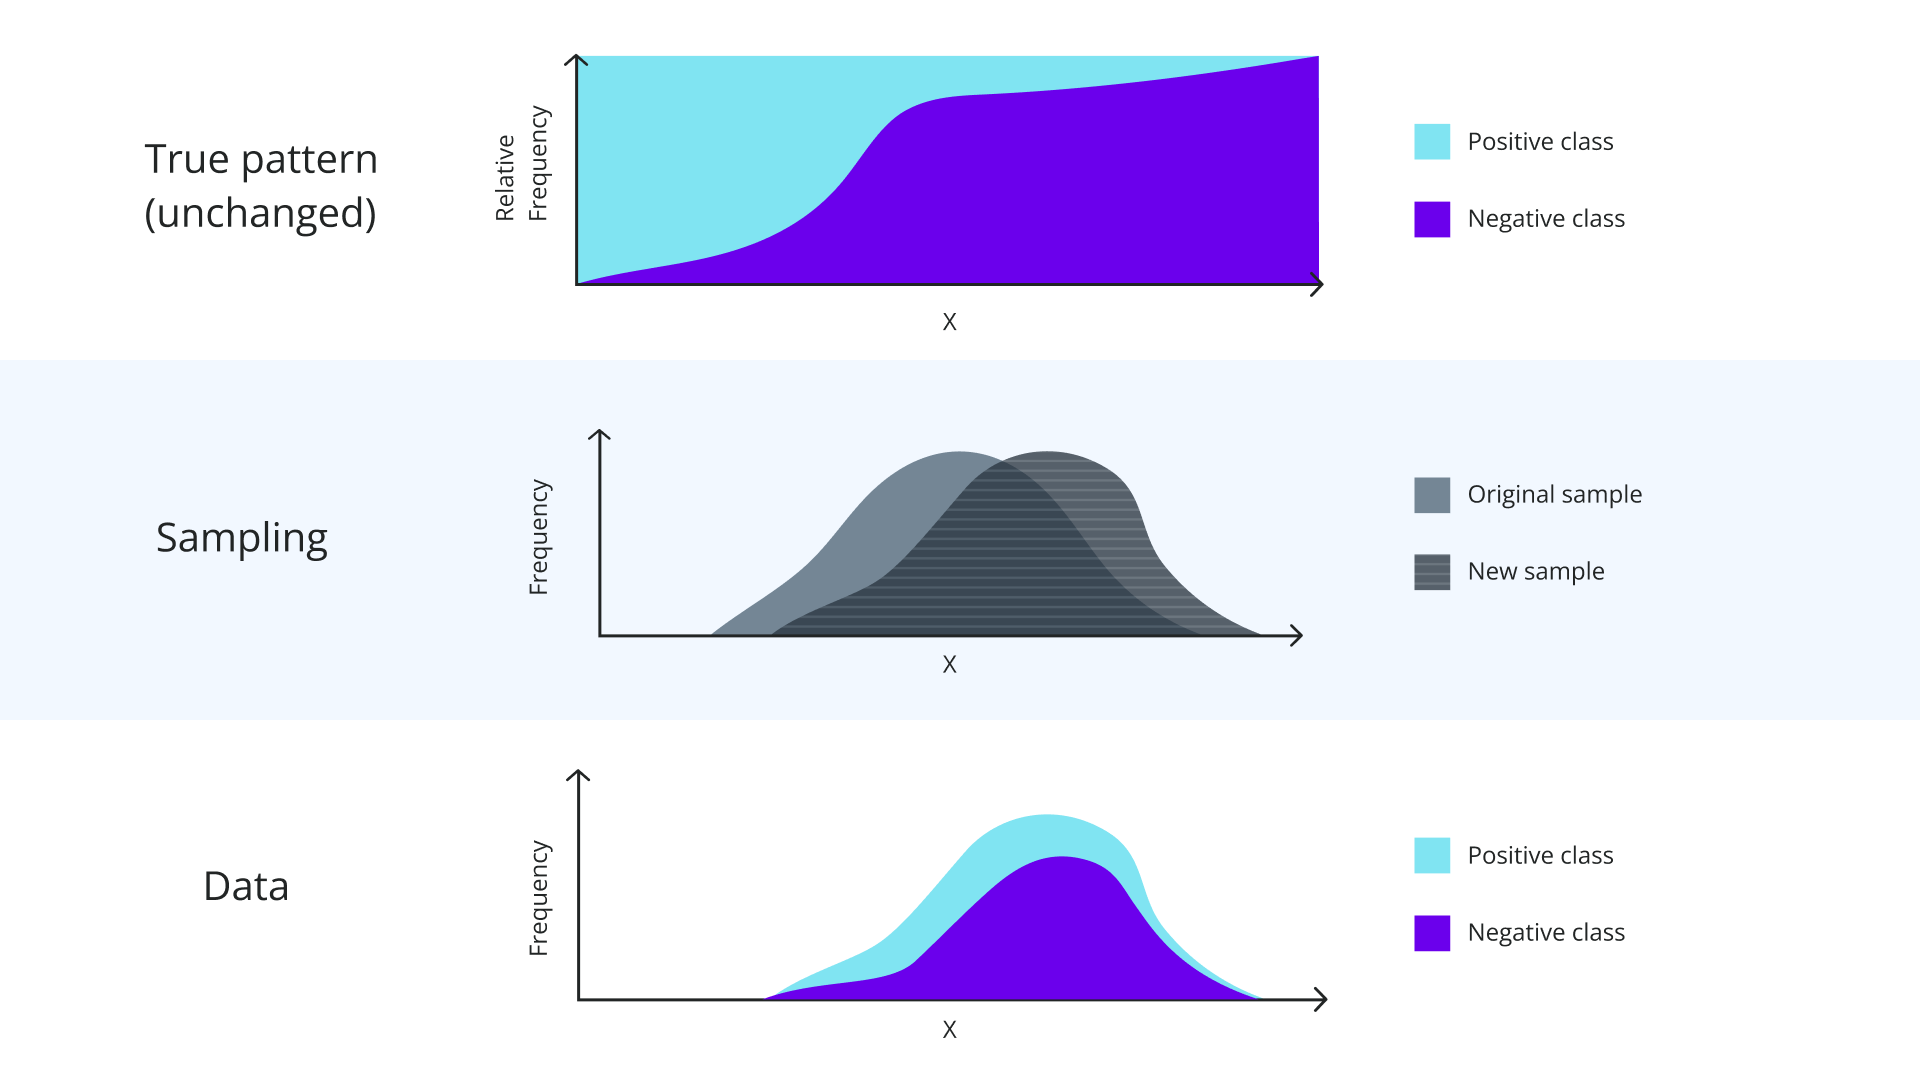 True pattern
(unchanged)
Relative
Frequency
X
Positive class
Negative class
Sampling
Frequency
X
Original sample
New sample
Data
Frequency
X
Positive class
Negative class